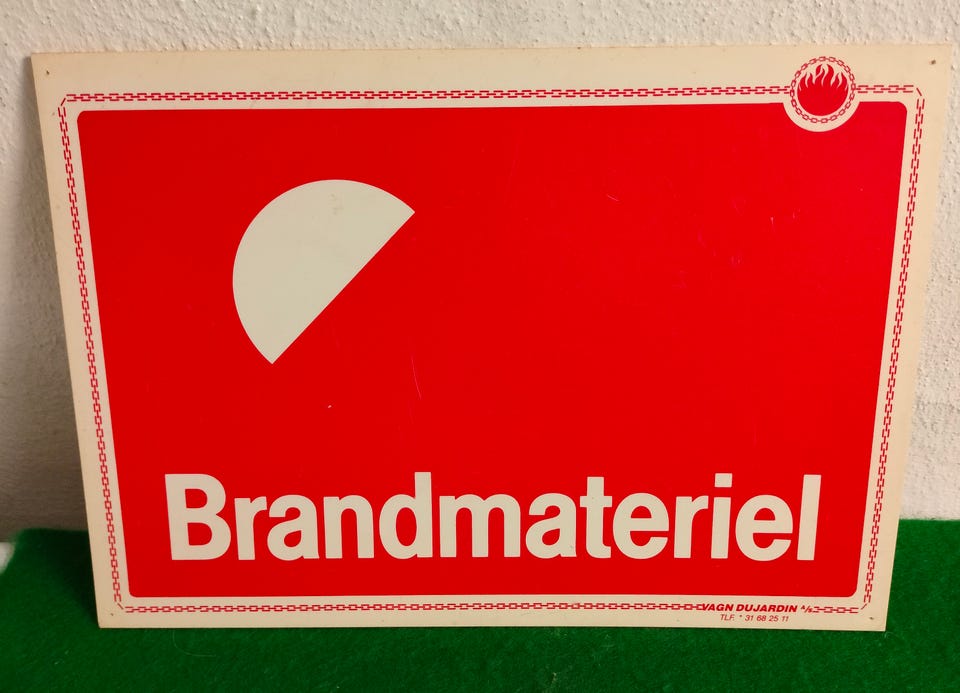 Brandmateriel
VAGN DUJARDIN A/S
TLF. * 31 68 25 11